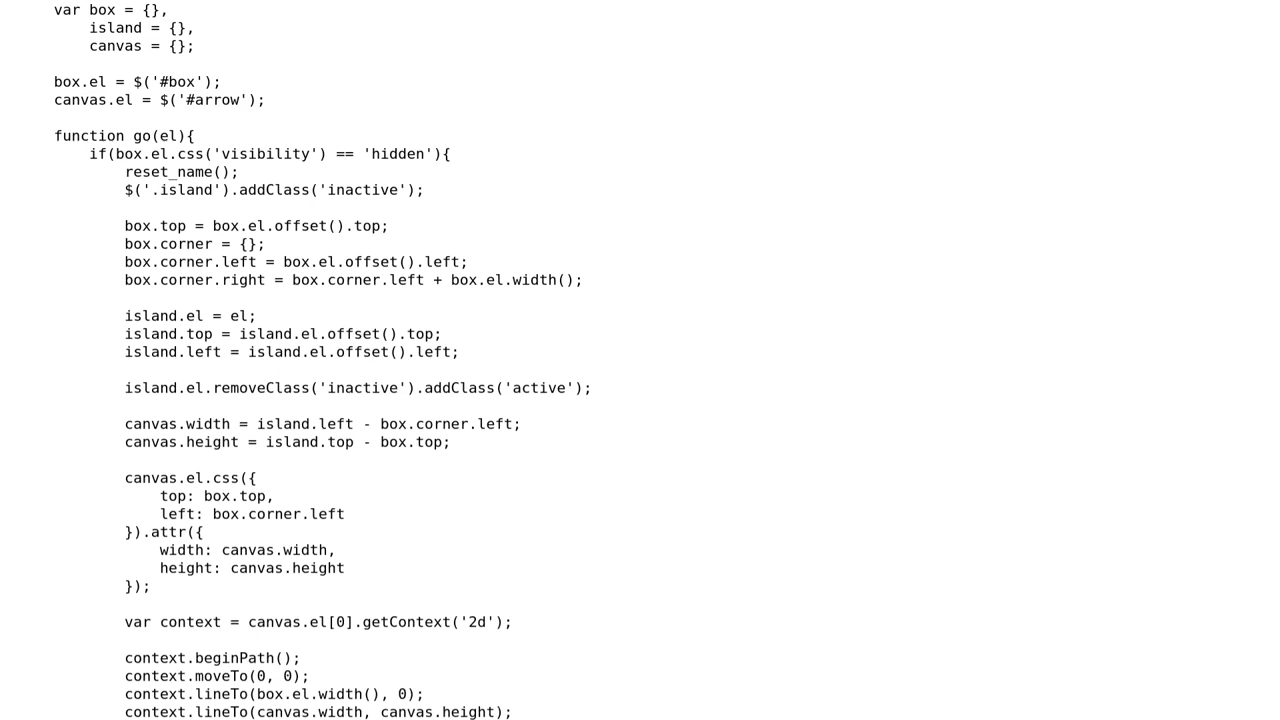 var box = {},
    island = {},
    canvas = {};

box.el = $('#box');
canvas.el = $('#arrow');

function go(el){
    if(box.el.css('visibility') == 'hidden'){
        reset_name();
        $('.island').addClass('inactive');

        box.top = box.el.offset().top;
        box.corner = {};
        box.corner.left = box.el.offset().left;
        box.corner.right = box.corner.left + box.el.width();

        island.el = el;
        island.top = island.el.offset().top;
        island.left = island.el.offset().left;

        island.el.removeClass('inactive').addClass('active');

        canvas.width = island.left - box.corner.left;
        canvas.height = island.top - box.top;

        canvas.el.css({
            top: box.top,
            left: box.corner.left
        }).attr({
            width: canvas.width,
            height: canvas.height
        });

        var context = canvas.el[0].getContext('2d');

        context.beginPath();
        context.moveTo(0, 0);
        context.lineTo(box.el.width(), 0);
        context.lineTo(canvas.width, canvas.height);